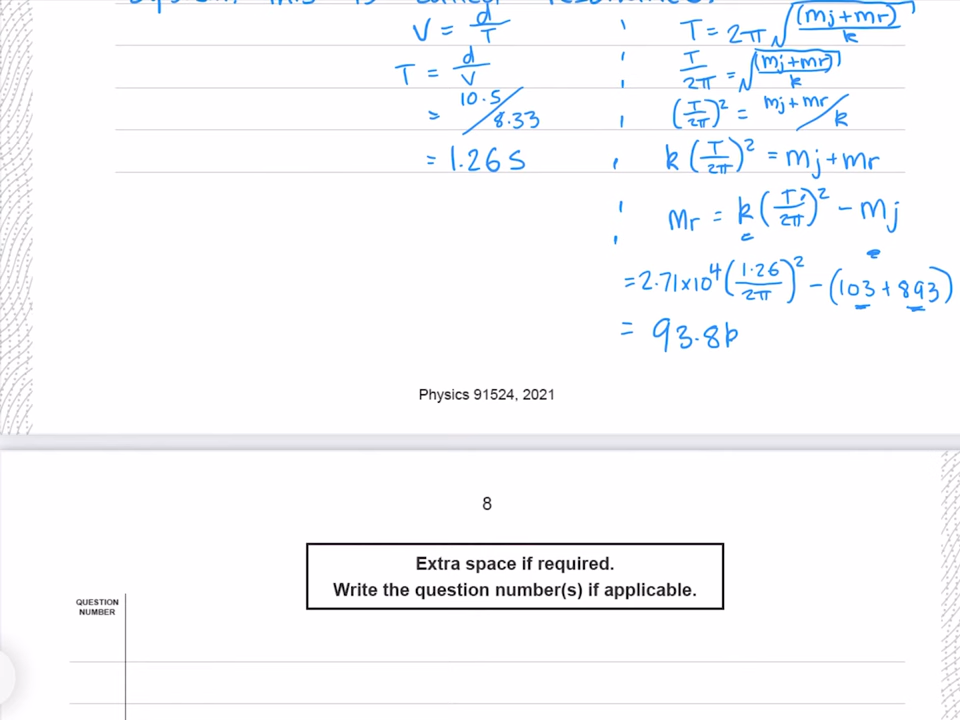 V = d/T
T = d/V
= 10.5/8.33
= 1.26 s
T = 2π√((mj+mr)/k)
T/2π = √((mj+mr)/k)
(T/2π)² = mj+mr/k
k(T/2π)² = mj+mr
mr = k(T/2π)² - mj
= 2.71×10⁴(1.26/2π)² - (103 + 893)
= 93.8k
Physics 91524, 2021
8
Extra space if required.
Write the question number(s) if applicable.
QUESTION
NUMBER